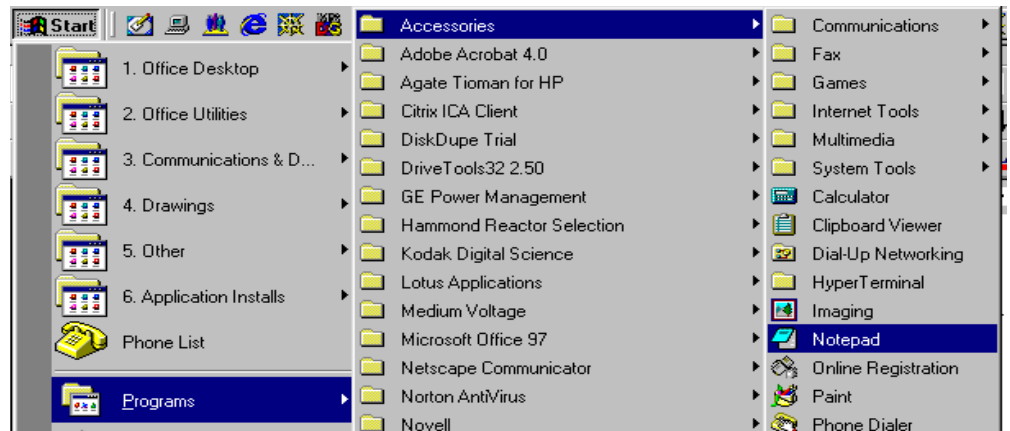 Start
1. Office Desktop
2. Office Utilities
3. Communications & D...
4. Drawings
5. Other
6. Application Installs
Phone List
Programs
Accessories
Adobe Acrobat 4.0
Agate Tioman for HP
Citrix ICA Client
DiskDupe Trial
DriveTools32 2.50
GE Power Management
Hammond Reactor Selection
Kodak Digital Science
Lotus Applications
Medium Voltage
Microsoft Office 97
Netscape Communicator
Norton AntiVirus
Novell
Communications
Fax
Games
Internet Tools
Multimedia
System Tools
Calculator
Clipboard Viewer
Dial-Up Networking
HyperTerminal
Imaging
Notepad
Online Registration
Paint
Phone Dialer